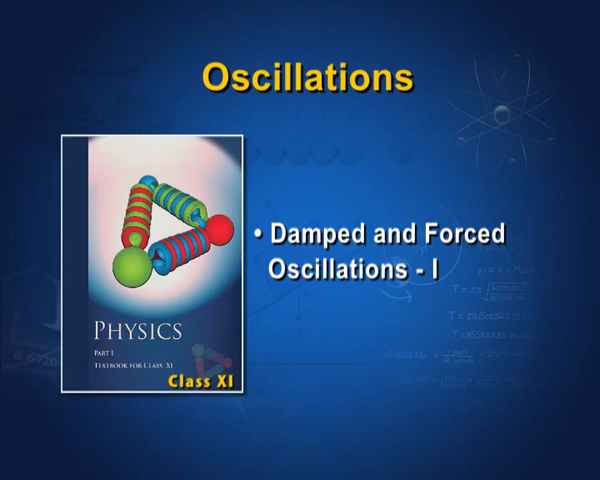 Oscillations
• Damped and Forced
Oscillations - I
PHYSICS
PART I
TEXTBOOK FOR CLASS XI
Class XI